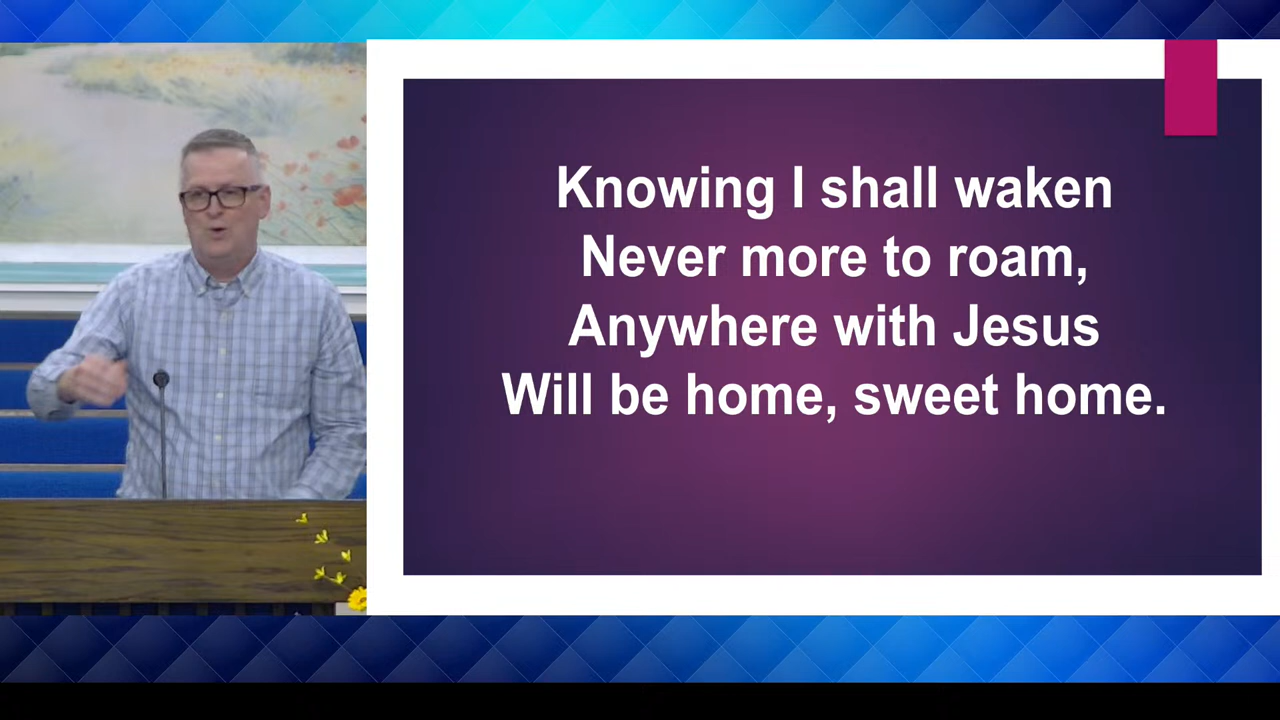 Knowing I shall waken
Never more to roam,
Anywhere with Jesus
Will be home, sweet home.